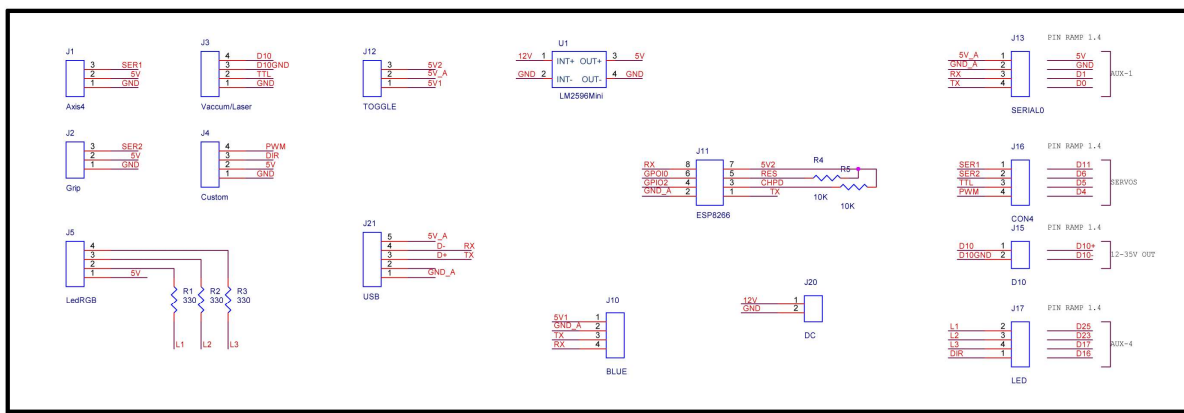 J1
3 SER1
2 5V
1 GND
Axis4
J3
4 D10
3 D10GND
2 TTL
1 GND
Vaccum/Laser
J12
3 5V2
2 5V_A
1 5V1
TOGGLE
U1
12V 1 INT+ OUT+ 3 5V
GND 2 INT- OUT- 4 GND
LM2596Mini
J13 PIN RAMP 1.4
5V_A 1 5V
GND_A 2 GND
RX 3 D1
TX 4 D0
AUX-1
SERIAL0
J2
3 SER2
2 5V
1 GND
Grip
J4
4 PWM
3 DIR
2 5V
1 GND
Custom
J11
RX 8 7 5V2
GPOI0 6 5 RES
GPIO2 4 3 CHPD
GND_A 2 1 TX
ESP8266
R4
10K
R5
10K
J16 PIN RAMP 1.4
SER1 1 D11
SER2 2 D6
TTL 3 D5
PWM 4 D4
SERVOS
CON4
J15 PIN RAMP 1.4
D10 1 D10+
D10GND 2 D10-
12-35V OUT
D10
J5
4
3
2
1 5V
LedRGB
R1
330
R2
330
R3
330
L1 L2 L3
J21
5 5V_A
4 D- RX
3 D+ TX
2
1 GND_A
USB
J10
5V1 1
GND_A 2
TX 3
RX 4
BLUE
J20
12V 1
GND 2
DC
J17 PIN RAMP 1.4
L1 2 D25
L2 3 D23
L3 4 D17
DIR 1 D16
AUX-4
LED